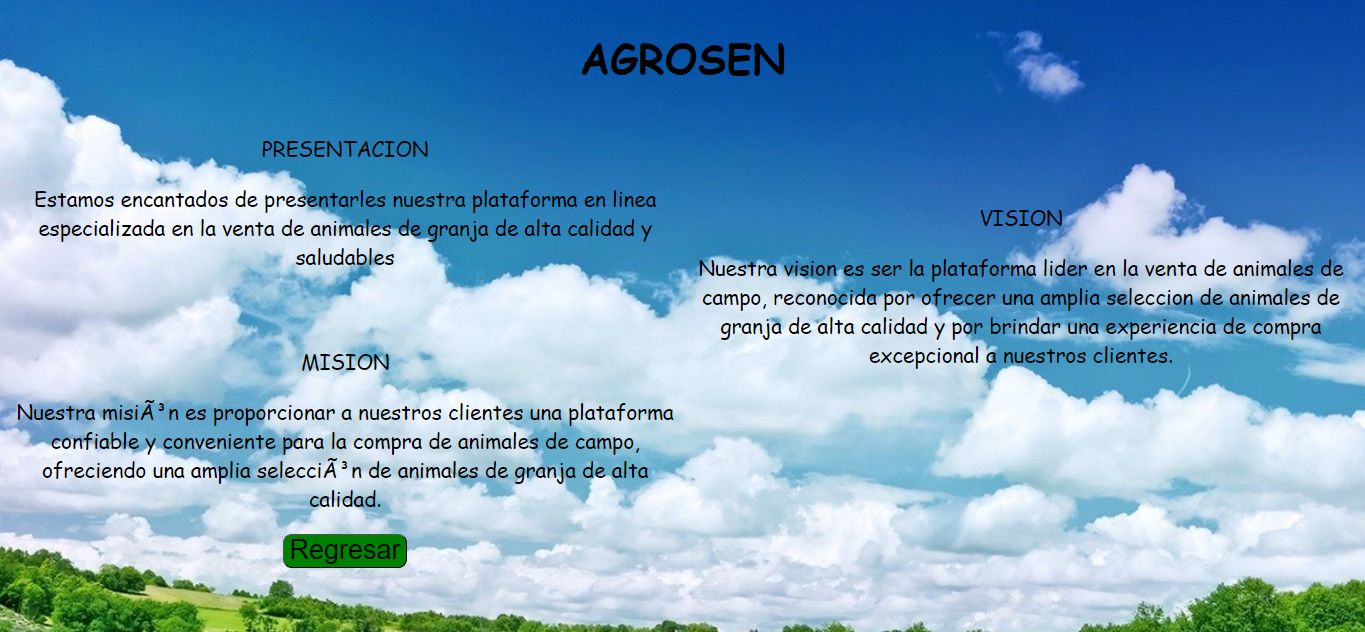 AGROSEN
PRESENTACION
Estamos encantados de presentarles nuestra plataforma en linea
especializada en la venta de animales de granja de alta calidad y
saludables
MISION
Nuestra misiÃ³n es proporcionar a nuestros clientes una plataforma
confiable y conveniente para la compra de animales de campo,
ofreciendo una amplia selecciÃ³n de animales de granja de alta
calidad.
Regresar
VISION
Nuestra vision es ser la plataforma lider en la venta de animales de
campo, reconocida por ofrecer una amplia seleccion de animales de
granja de alta calidad y por brindar una experiencia de compra
excepcional a nuestros clientes.